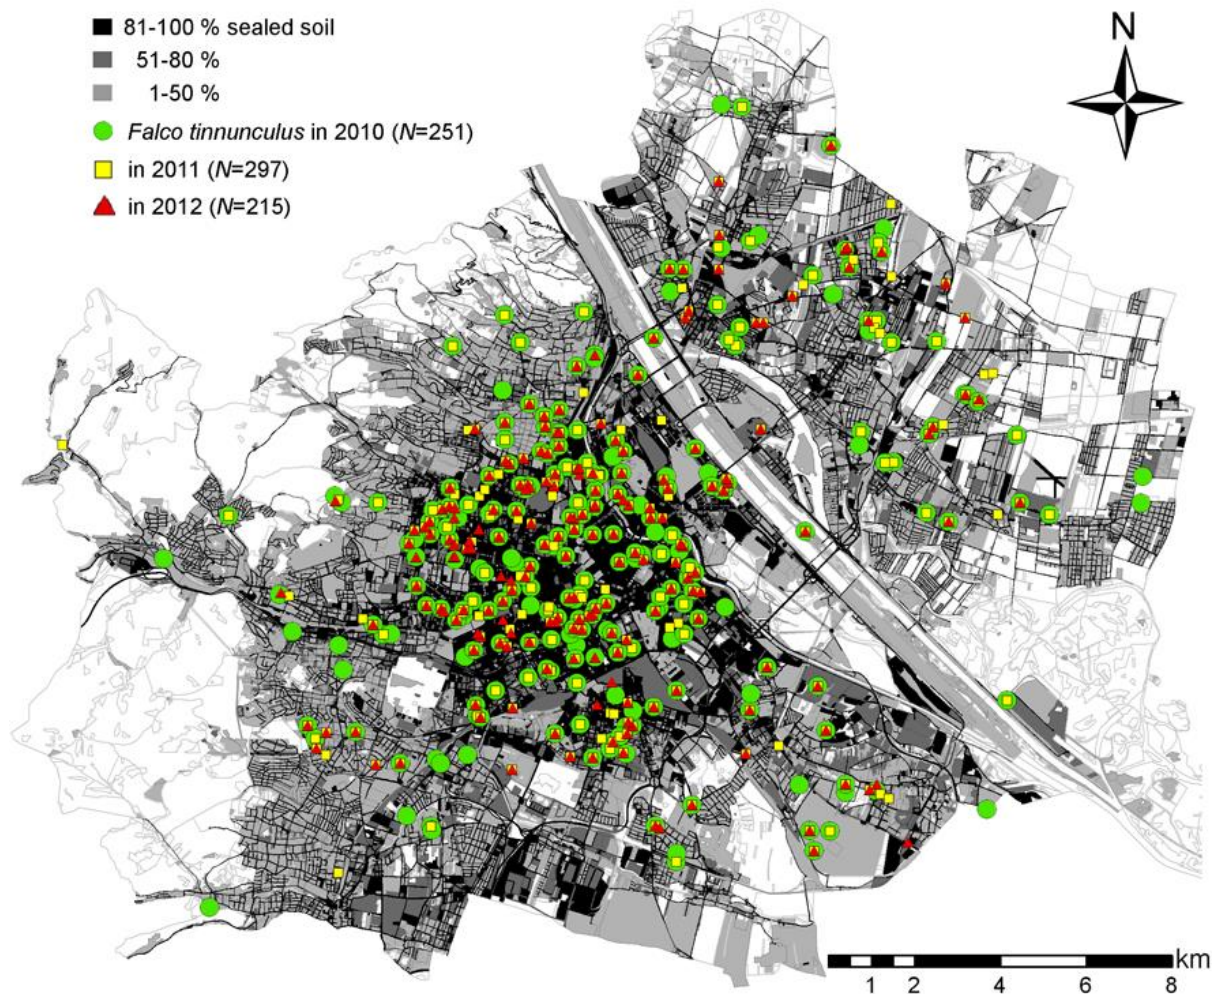 81-100 % sealed soil
51-80 %
1-50 %
Falco tinnunculus in 2010 (N=251)
in 2011 (N=297)
in 2012 (N=215)
N
km
1 2 4 6 8